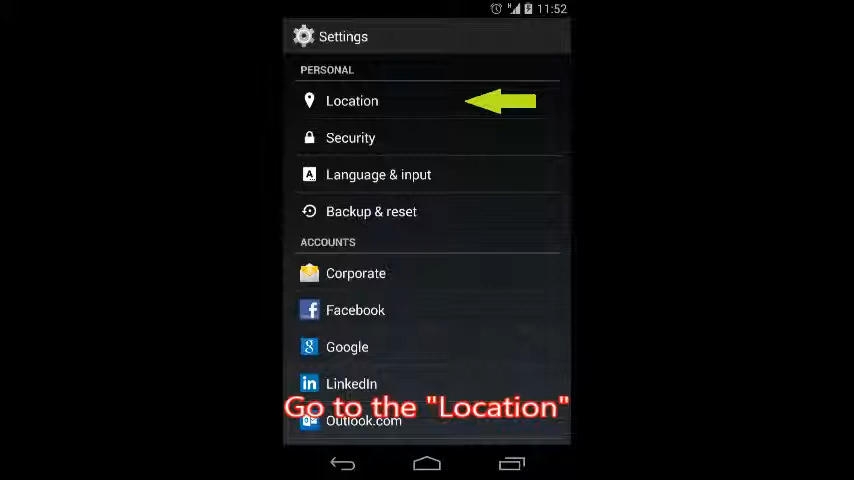 11:52
Settings
PERSONAL
Location
Security
Language & input
Backup & reset
ACCOUNTS
Corporate
Facebook
Google
LinkedIn
Go to the "Location"
Outlook.com